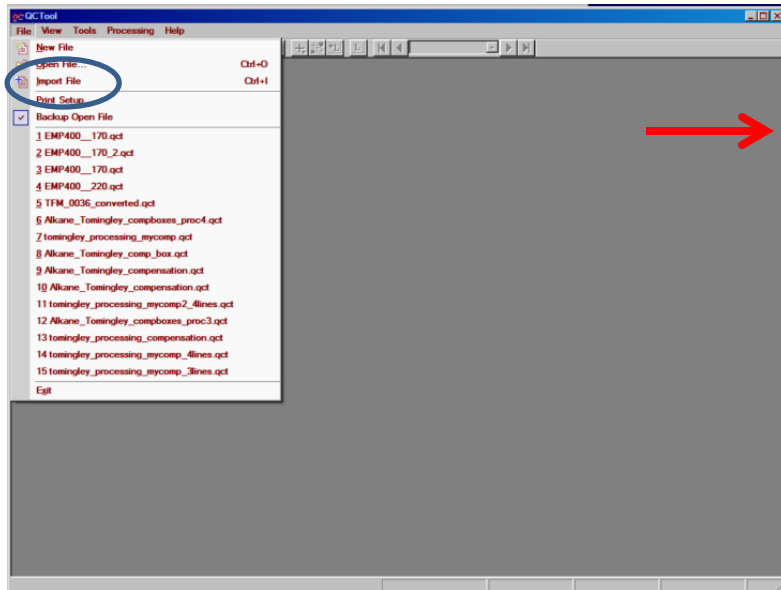 QCTool
File View Tools Processing Help
New File
Open File... Ctrl+O
Import File Ctrl+I
Print Setup
Backup Open File
1 EMP400__170.qct
2 EMP400__170_2.qct
3 EMP400__170.qct
4 EMP400__220.qct
5 TFM_0036_converted.qct
6 Alkane_Tomingley_compboxes_proc4.qct
7 tomingley_processing_mycomp.qct
8 Alkane_Tomingley_comp_box.qct
9 Alkane_Tomingley_compensation.qct
10 Alkane_Tomingley_compensation.qct
11 tomingley_processing_mycomp2_4lines.qct
12 Alkane_Tomingley_compboxes_proc3.qct
13 tomingley_processing_compensation.qct
14 tomingley_processing_mycomp_4lines.qct
15 tomingley_processing_mycomp_3lines.qct
Exit